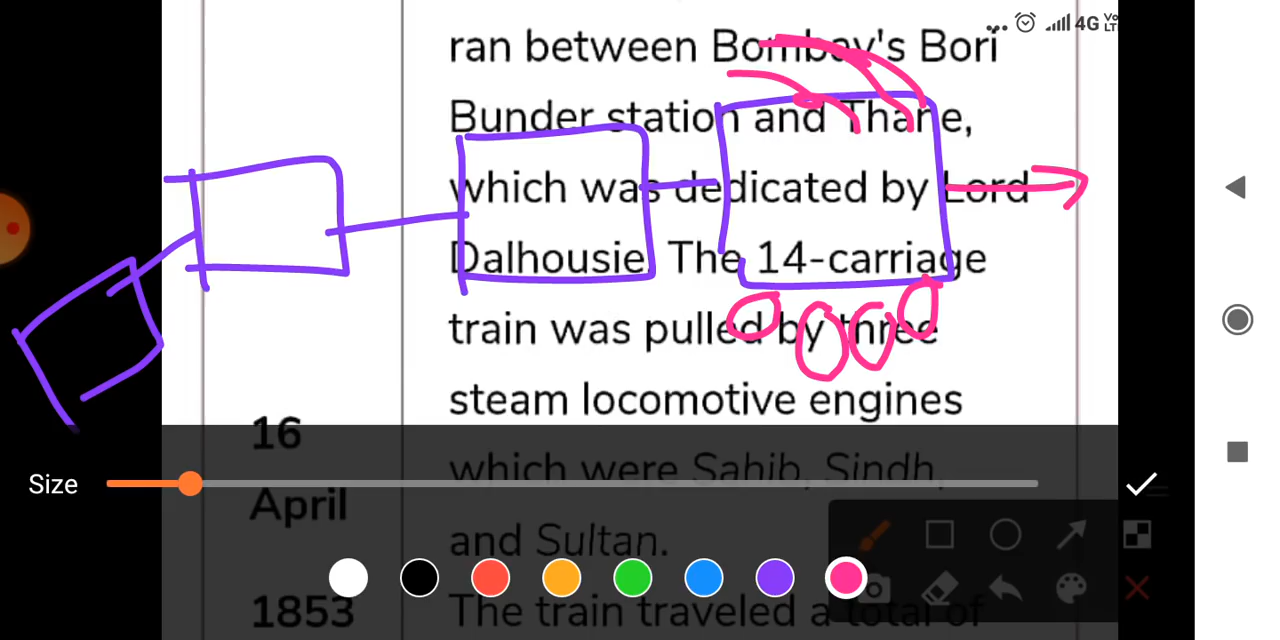 4G VoLTE
ran between Bombay's Bori
Bunder station and Thane,
which was dedicated by Lord
Dalhousie. The 14-carriage
train was pulled by three
steam locomotive engines
16
which were Sahib, Sindh,
April
and Sultan.
1853
The train traveled a total of
Size